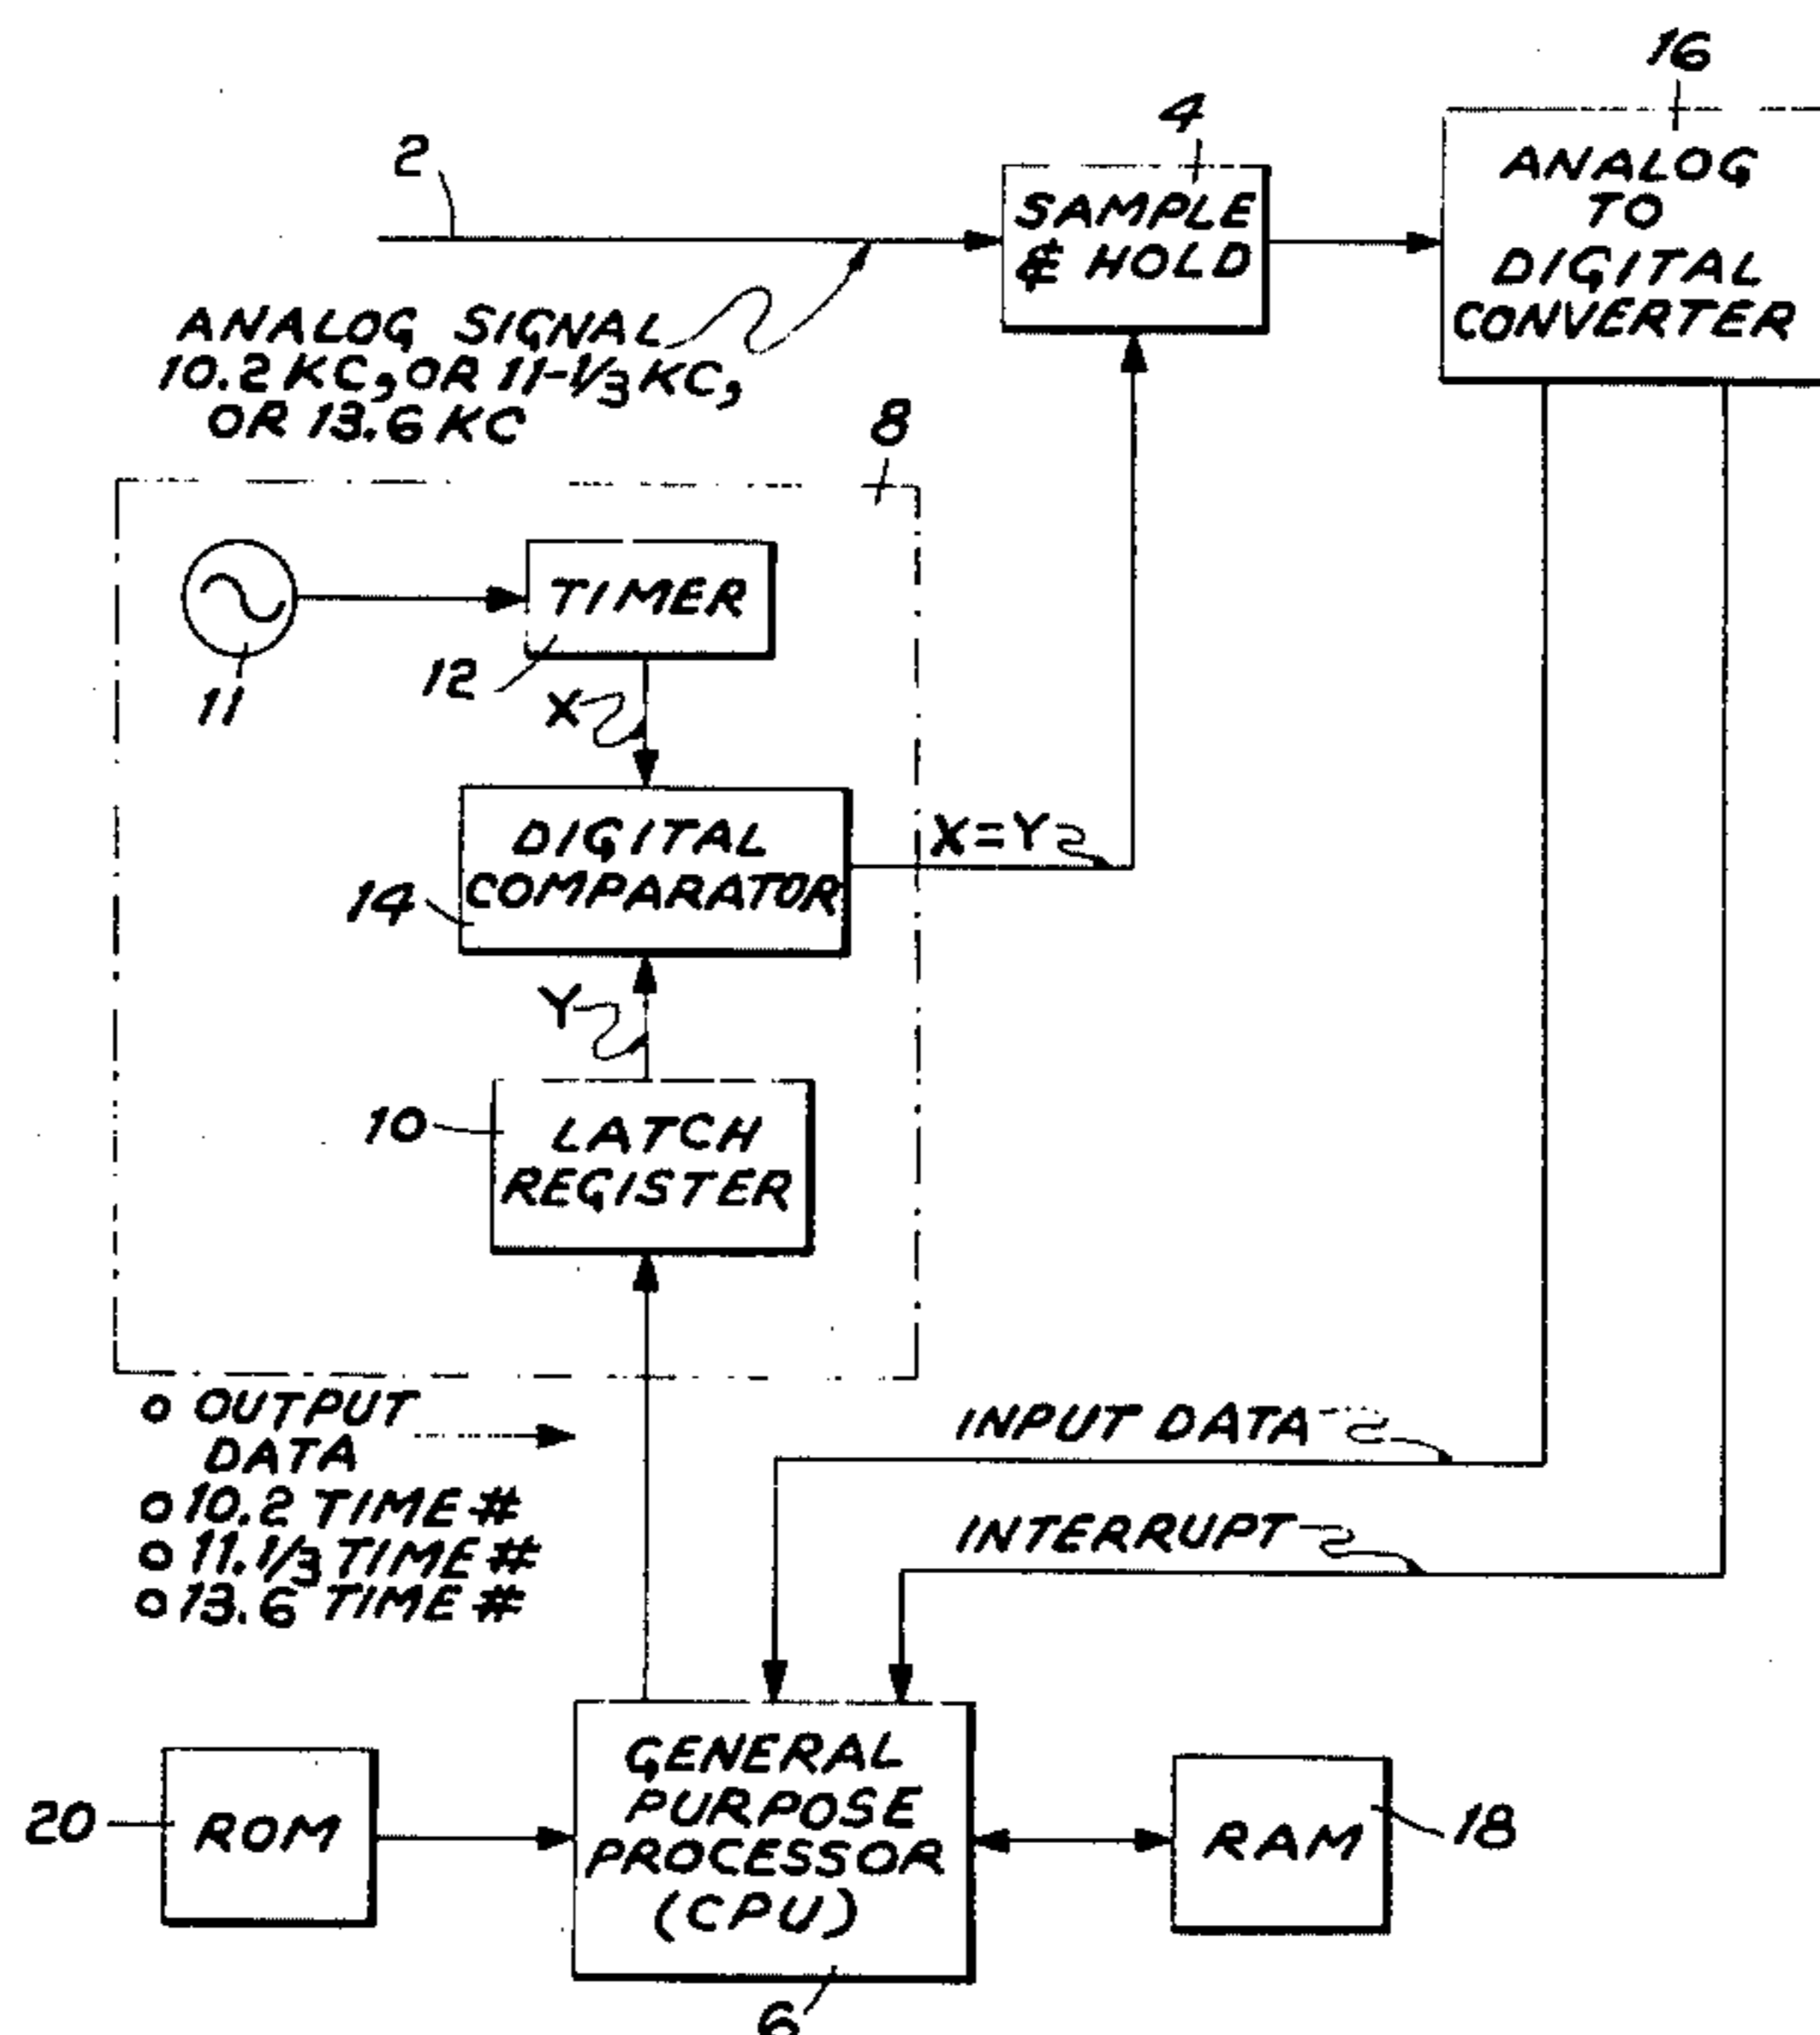 16
4
2
ANALOG
TO
DIGITAL
CONVERTER
SAMPLE
& HOLD
ANALOG SIGNAL
10.2 KC, OR 11-1/3 KC,
OR 13.6 KC
8
TIMER
12
11
X
DIGITAL
COMPARATOR
14
X=Y
Y
10
LATCH
REGISTER
o OUTPUT
DATA
o 10.2 TIME #
o 11.1/3 TIME #
o 13.6 TIME #
INPUT DATA
INTERRUPT
GENERAL
PURPOSE
PROCESSOR
(CPU)
20
ROM
RAM
18
6